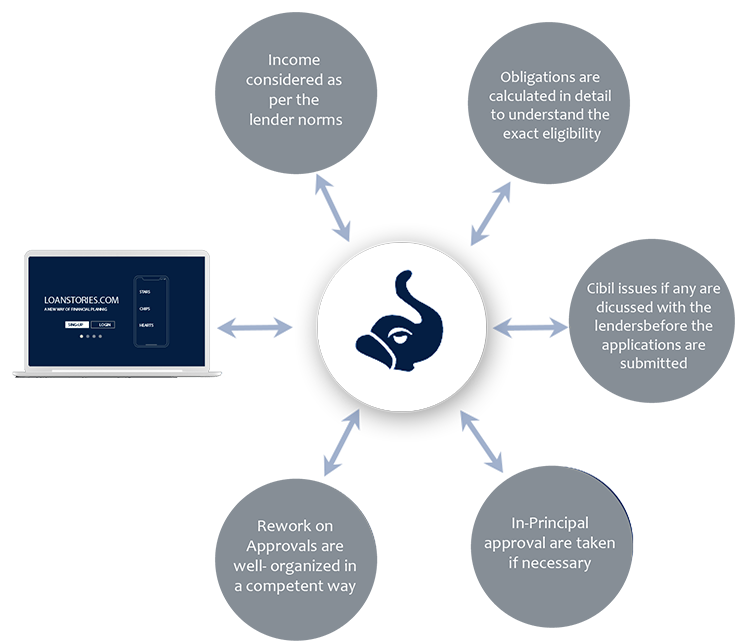 Income
considered as
per the
lender norms
Obligations are
calculated in detail
to understand the
exact eligibility
Cibil issues if any are
dicussed with the
lendersbefore the
applications are
submitted
LOANSTORIES.COM
A NEW WAY OF FINANCIAL PLANNIG
SING-UP
LOGIN
STARS
CHIPS
HEARTS
Rework on
Approvals are
well- organized in
a competent way
In-Principal
approval are taken
if necessary